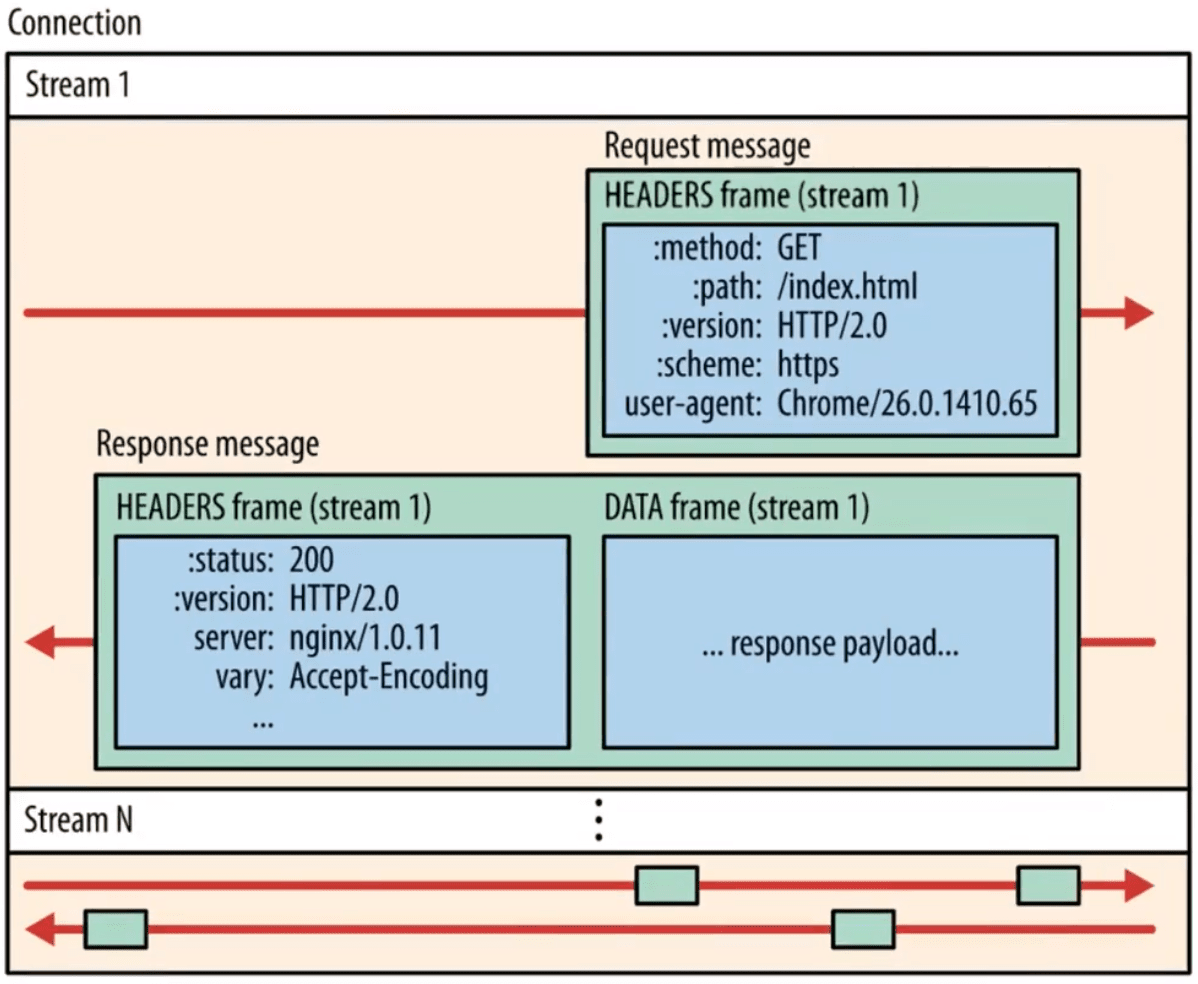 Connection
Stream 1
Request message
HEADERS frame (stream 1)
:method: GET
:path: /index.html
:version: HTTP/2.0
:scheme: https
user-agent: Chrome/26.0.1410.65
Response message
HEADERS frame (stream 1)
:status: 200
:version: HTTP/2.0
server: nginx/1.0.11
vary: Accept-Encoding
...
DATA frame (stream 1)
... response payload...
Stream N